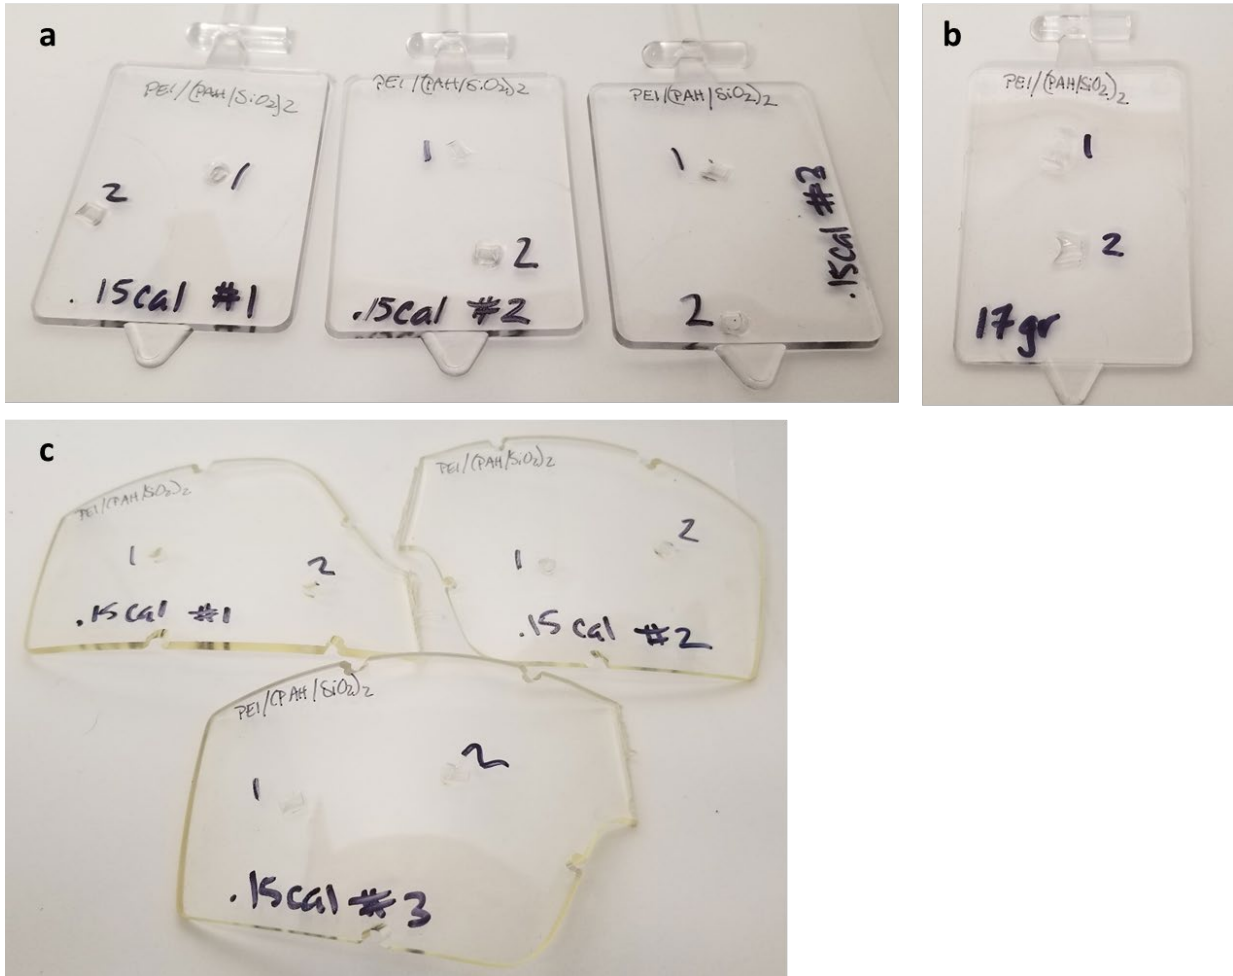 a
PEI/(PAH/SiO2)2
1
2
.15cal #1
PEI/(PAH/SiO2)2
1
2
.15cal #2
PEI/(PAH/SiO2)2
1
2
.15cal #3
b
PEI/(PAH/SiO2)2
1
2
17gr
c
PEI/(PAH/SiO2)2
1
2
.15cal #1
PEI/(PAH/SiO2)2
1
2
.15 cal #2
PEI/(PAH/SiO2)2
1
2
.15cal #3